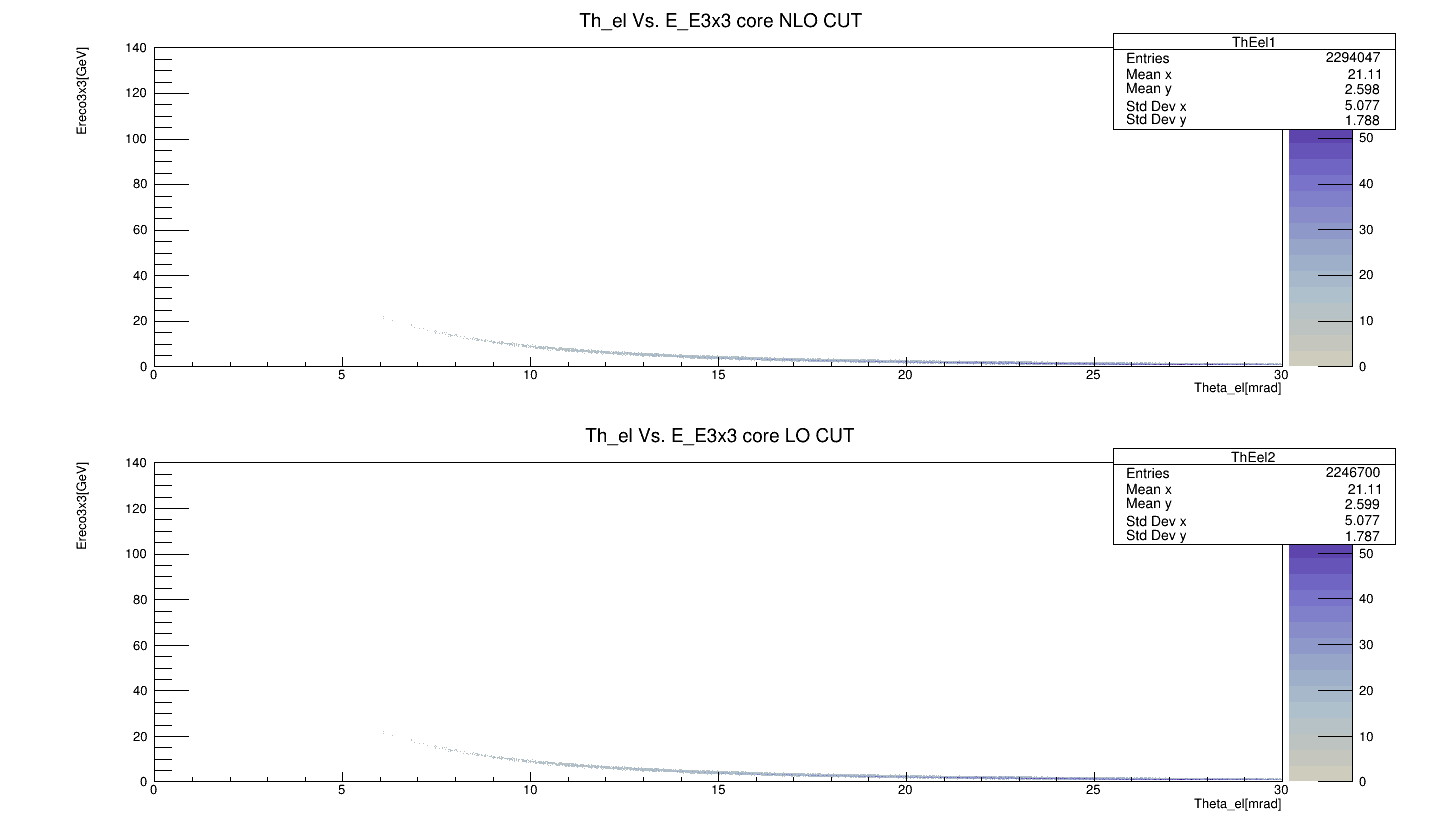 Th_el Vs. E_E3x3 core NLO CUT
Ereco3x3[GeV]
140
120
100
80
60
40
20
0
0 5 10 15 20 25 30
Theta_el[mrad]
ThEel1
Entries 2294047
Mean x 21.11
Mean y 2.598
Std Dev x 5.077
Std Dev y 1.788
50
40
30
20
10
0
Th_el Vs. E_E3x3 core LO CUT
Ereco3x3[GeV]
140
120
100
80
60
40
20
0
0 5 10 15 20 25 30
Theta_el[mrad]
ThEel2
Entries 2246700
Mean x 21.11
Mean y 2.599
Std Dev x 5.077
Std Dev y 1.787
50
40
30
20
10
0